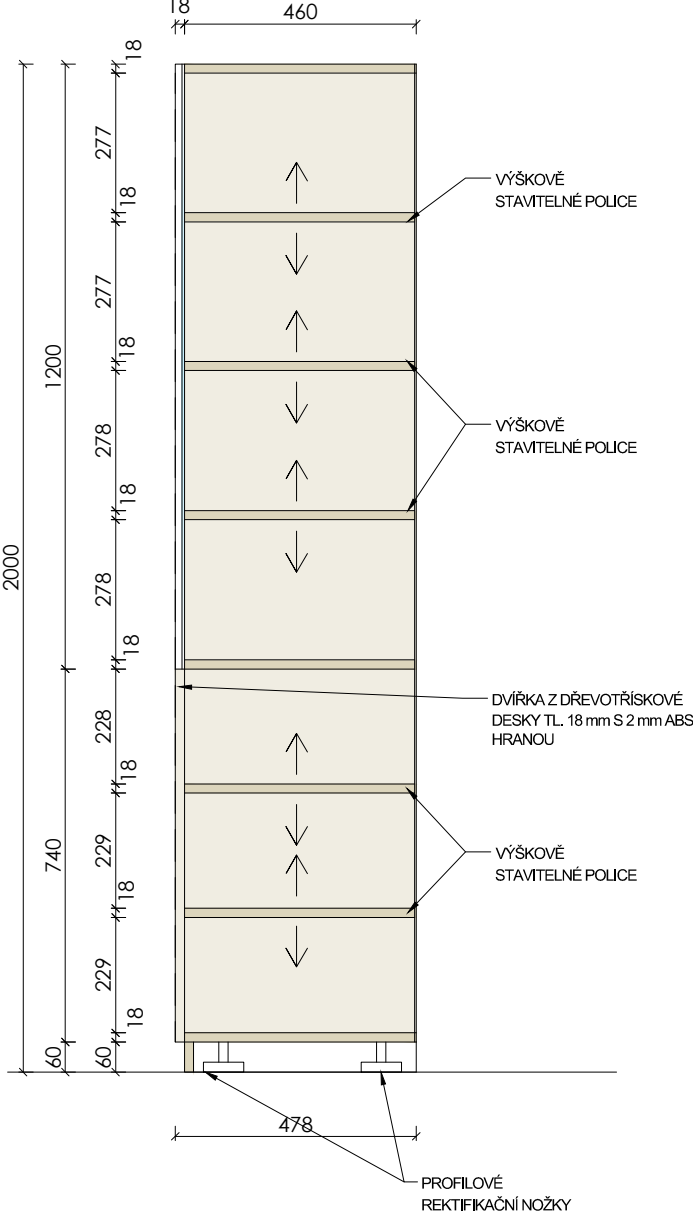 18
460
18
277
18
277
18
278
18
278
18
228
18
229
18
229
18
60
1200
740
60
2000
478
VÝŠKOVĚ
STAVITELNÉ POLICE
VÝŠKOVĚ
STAVITELNÉ POLICE
DVÍŘKA Z DŘEVOTŘÍSKOVÉ
DESKY TL. 18 mm S 2 mm ABS
HRANOU
VÝŠKOVĚ
STAVITELNÉ POLICE
PROFILOVÉ
REKTIFIKAČNÍ NOŽKY